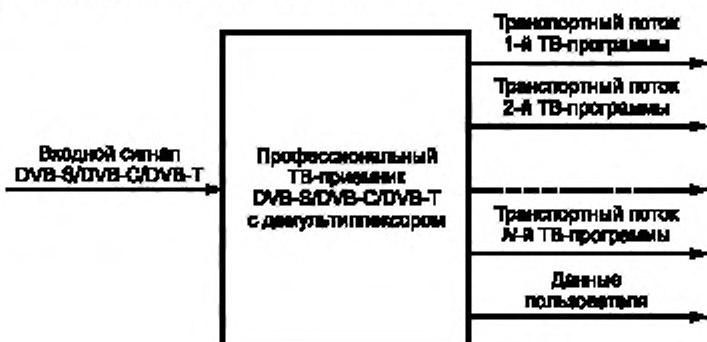 Транспортный поток
1-й ТВ-программы
Транспортный поток
2-й ТВ-программы
Входной сигнал
DVB-S/DVB-C/DVB-T
Профессиональный
ТВ-приемник
DVB-S/DVB-C/DVB-T
с демультиплексором
Транспортный поток
N-й ТВ-программы
Данные
пользователя